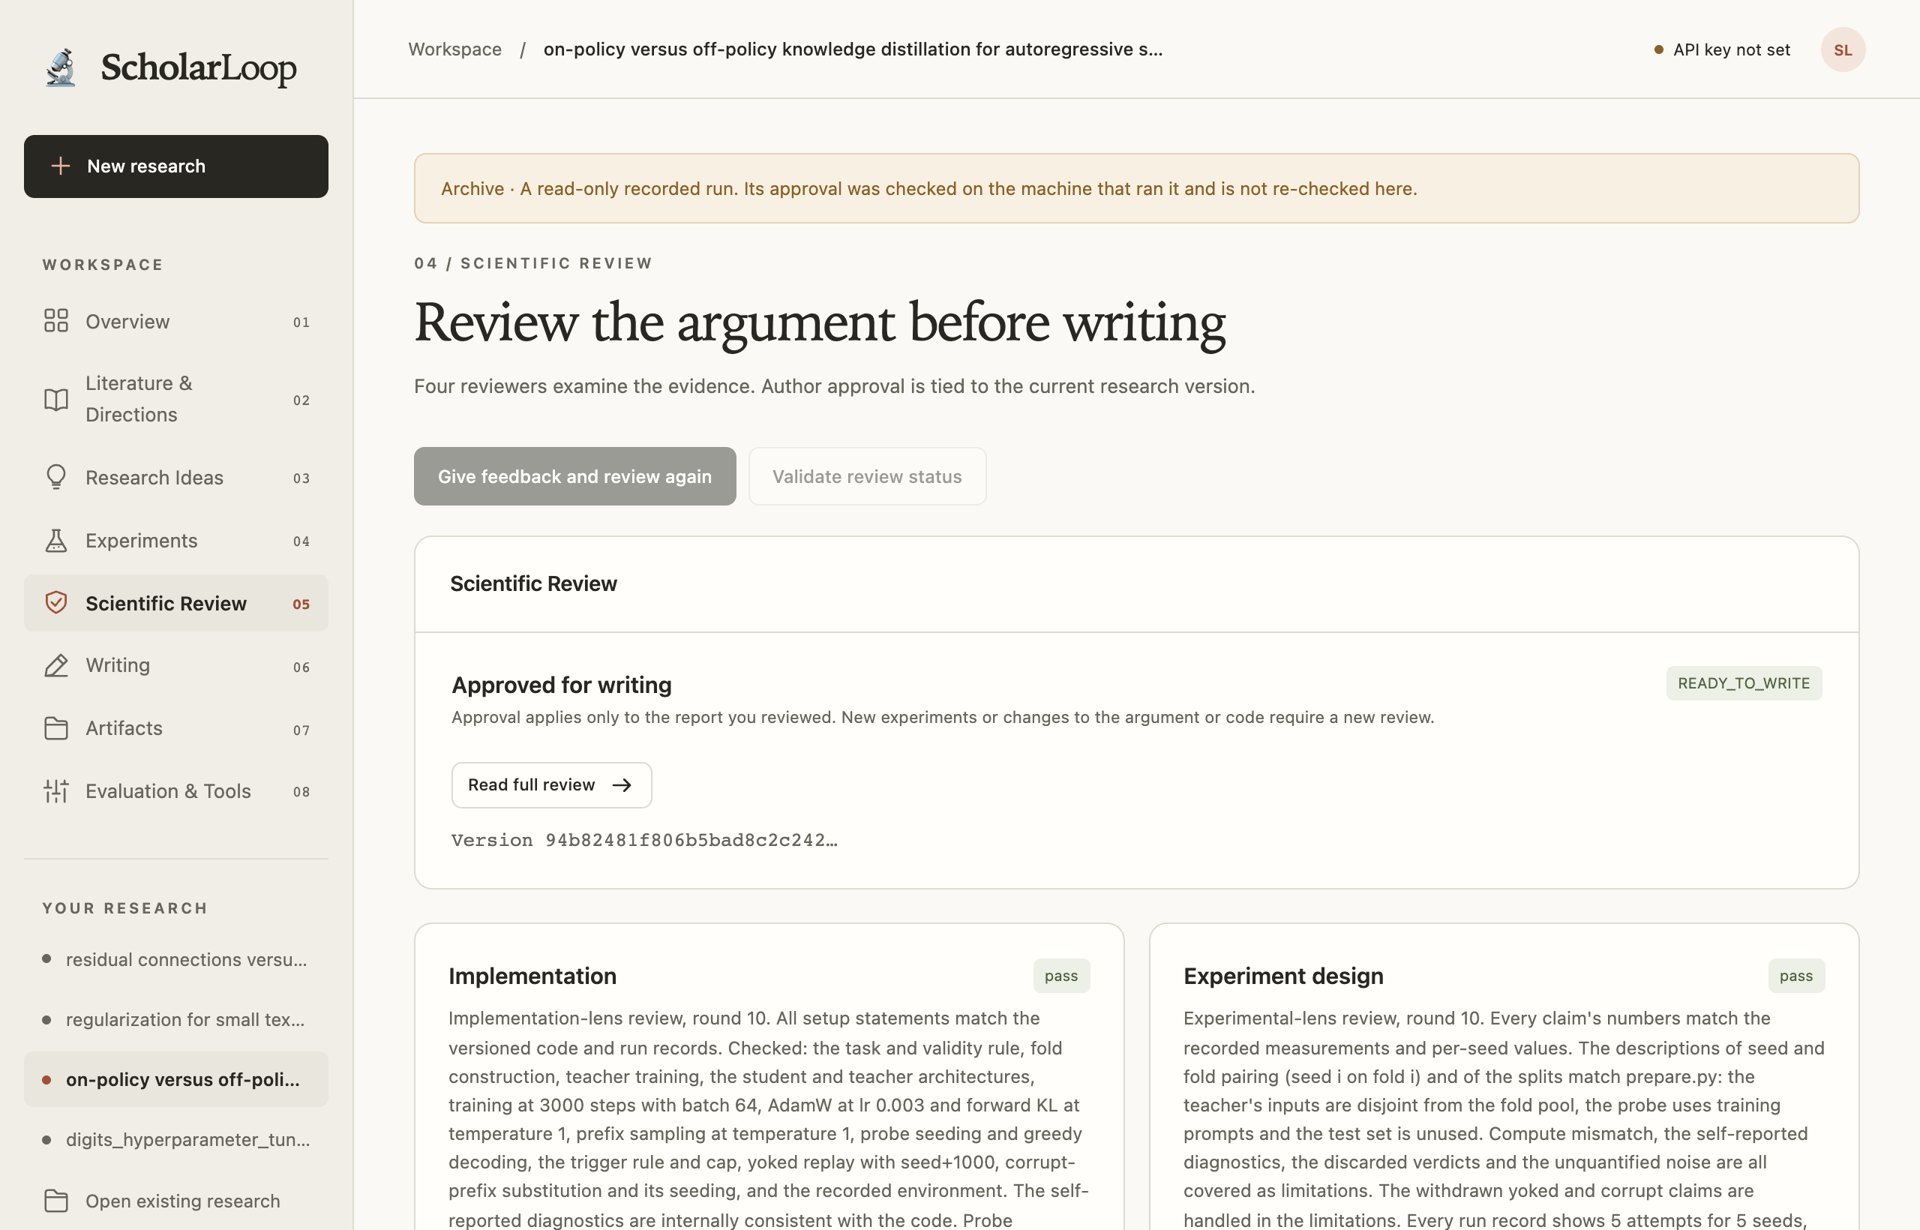 ScholarLoop
New research
WORKSPACE
Overview 01
Literature &
Directions 02
Research Ideas 03
Experiments 04
Scientific Review 05
Writing 06
Artifacts 07
Evaluation & Tools 08
YOUR RESEARCH
residual connections versu...
regularization for small tex...
on-policy versus off-poli...
digits_hyperparameter_tun...
Open existing research
Workspace / on-policy versus off-policy knowledge distillation for autoregressive s...
API key not set
SL
Archive · A read-only recorded run. Its approval was checked on the machine that ran it and is not re-checked here.
04 / SCIENTIFIC REVIEW
Review the argument before writing
Four reviewers examine the evidence. Author approval is tied to the current research version.
Give feedback and review again
Validate review status
Scientific Review
Approved for writing
READY_TO_WRITE
Approval applies only to the report you reviewed. New experiments or changes to the argument or code require a new review.
Read full review →
Version 94b82481f806b5bad8c2c242…
Implementation
pass
Implementation-lens review, round 10. All setup statements match the
versioned code and run records. Checked: the task and validity rule, fold
construction, teacher training, the student and teacher architectures,
training at 3000 steps with batch 64, AdamW at lr 0.003 and forward KL at
temperature 1, prefix sampling at temperature 1, probe seeding and greedy
decoding, the trigger rule and cap, yoked replay with seed+1000, corrupt-
prefix substitution and its seeding, and the recorded environment. The self-
reported diagnostics are internally consistent with the code. Probe
Experiment design
pass
Experimental-lens review, round 10. Every claim's numbers match the
recorded measurements and per-seed values. The descriptions of seed and
fold pairing (seed i on fold i) and of the splits match prepare.py: the
teacher's inputs are disjoint from the fold pool, the probe uses training
prompts and the test set is unused. Compute mismatch, the self-reported
diagnostics, the discarded verdicts and the unquantified noise are all
covered as limitations. The withdrawn yoked and corrupt claims are
handled in the limitations. Every run record shows 5 attempts for 5 seeds,